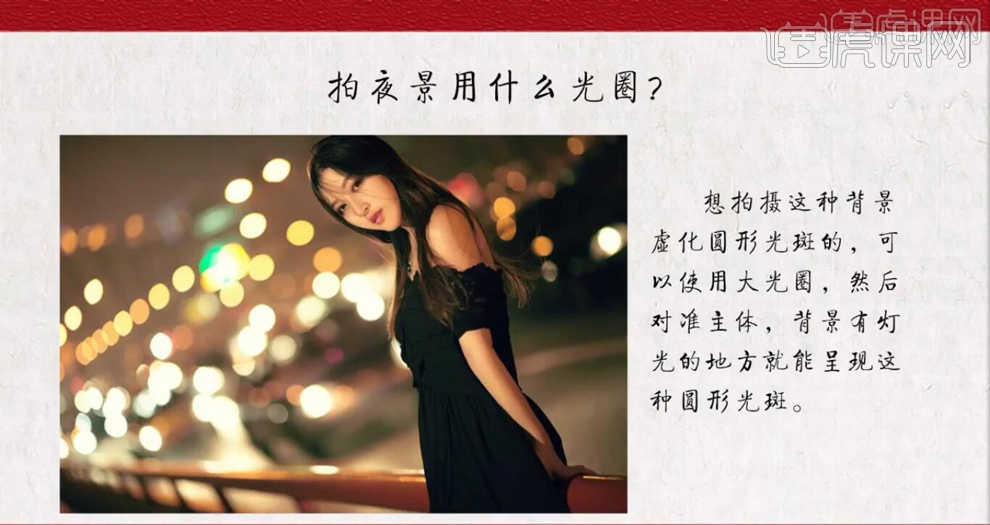 虎课网
拍夜景用什么光圈?
想拍摄这种背景
虚化圆形光斑的，可
以使用大光圈，然后
对准主体，背景有灯
光的地方就能呈现这
种圆形光斑。